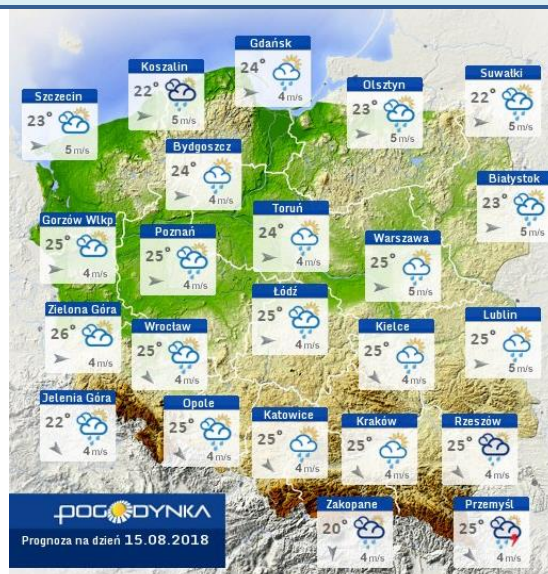 Gdańsk
24°
4 m/s
Koszalin
22°
5 m/s
Suwałki
22°
5 m/s
Olsztyn
23°
5 m/s
Szczecin
23°
5 m/s
Bydgoszcz
24°
4 m/s
Białystok
23°
5 m/s
Toruń
24°
4 m/s
Gorzów Wlkp
25°
4 m/s
Poznań
25°
4 m/s
Warszawa
25°
5 m/s
Łódź
25°
4 m/s
Zielona Góra
26°
4 m/s
Wrocław
25°
4 m/s
Kielce
25°
4 m/s
Lublin
25°
5 m/s
Jelenia Góra
22°
4 m/s
Opole
25°
4 m/s
Katowice
25°
4 m/s
Kraków
25°
4 m/s
Rzeszów
25°
4 m/s
Zakopane
20°
4 m/s
Przemyśl
25°
4 m/s
POGODYNKA
Prognoza na dzień 15.08.2018